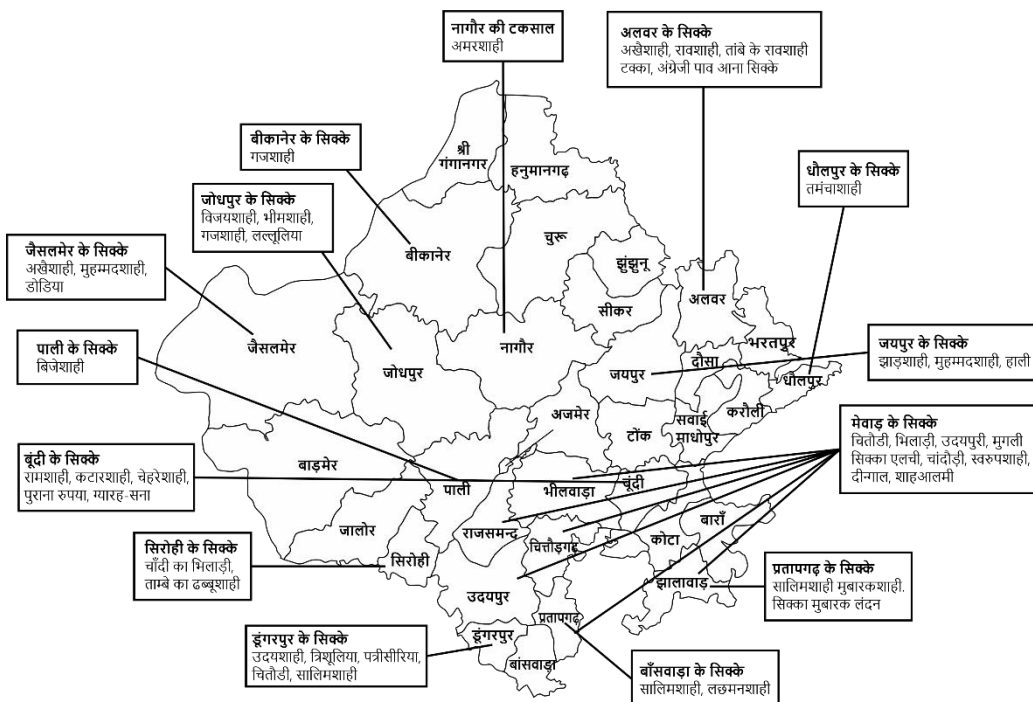 नागौर की टकसाल
अमरशाही
अलवर के सिक्के
अखैशाही, रावशाही, तांबे के रावशाही
टक्का, अंग्रेजी पाव आना सिक्के
बीकानेर के सिक्के
गजशाही
धौलपुर के सिक्के
तमंचाशाही
जोधपुर के सिक्के
विजयशाही, भीमशाही,
गजशाही, लल्लूलिया
जैसलमेर के सिक्के
अखैशाही, मुहम्मदशाही,
डोडिया
पाली के सिक्के
बिजेशाही
जयपुर के सिक्के
झाड़शाही, मुहम्मदशाही, हाली
मेवाड़ के सिक्के
चितौडी, भिलाड़ी, उदयपुरी, मुगली
सिक्का एलची, चांदौड़ी, स्वरुपशाही,
दीन्गाल, शाहआलमी
बूंदी के सिक्के
रामशाही, कटारशाही, चेहरेशाही,
पुराना रुपया, ग्यारह-सना
सिरोही के सिक्के
चाँदी का भिलाड़ी,
ताम्बे का ढब्बूशाही
प्रतापगढ़ के सिक्के
सालिमशाही मुबारकशाही.
सिक्का मुबारक लंदन
डूंगरपुर के सिक्के
उदयशाही, त्रिशूलिया, पत्रीसीरिया,
चितौडी, सालिमशाही
बाँसवाड़ा के सिक्के
सालिमशाही, लछमनशाही
श्री
गंगानगर
हनुमानगढ़
बीकानेर
चुरू
झुंझुनू
सीकर
अलवर
भरतपुर
जैसलमेर
जोधपुर
नागौर
जयपुर
दौसा
धौलपुर
करौली
अजमेर
टोंक
सवाई
माधोपुर
बाड़मेर
पाली
भीलवाड़ा
बूंदी
जालोर
सिरोही
राजसमन्द
चित्तौड़गढ़
कोटा
बाराँ
उदयपुर
झालावाड़
प्रतापगढ़
डूंगरपुर
बांसवाड़ा